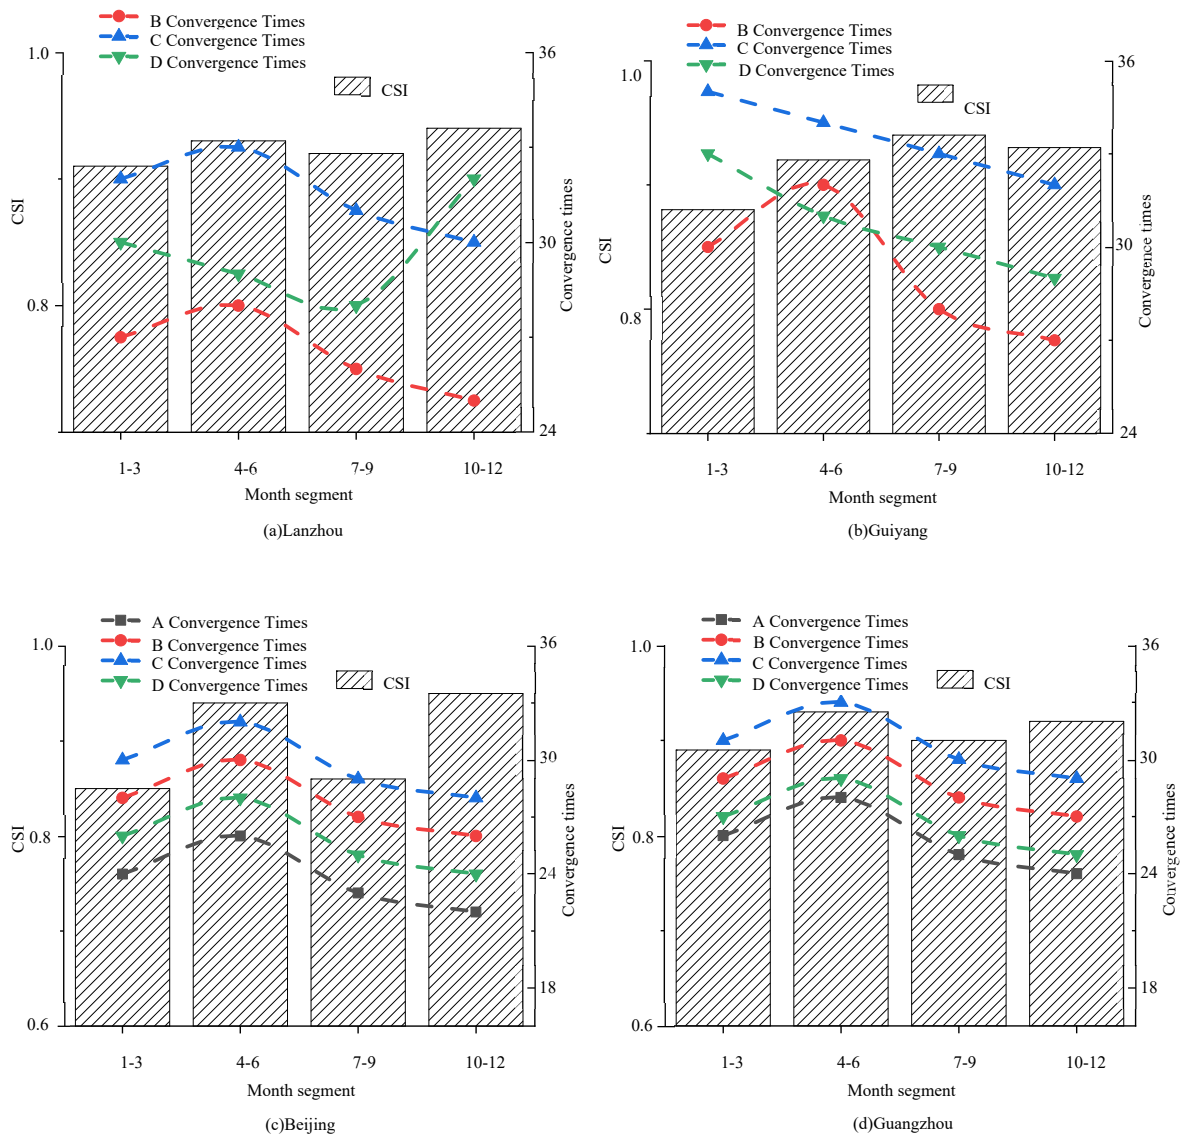 B Convergence Times
C Convergence Times
D Convergence Times
CSI
1.0
0.8
CSI
36
30
24
Convergence times
1-3 4-6 7-9 10-12
Month segment
(a)Lanzhou
B Convergence Times
C Convergence Times
D Convergence Times
CSI
1.0
0.8
CSI
36
30
24
Convergence times
1-3 4-6 7-9 10-12
Month segment
(b)Guiyang
A Convergence Times
B Convergence Times
C Convergence Times
D Convergence Times
CSI
1.0
0.8
0.6
CSI
36
30
24
18
Convergence times
1-3 4-6 7-9 10-12
Month segment
(c)Beijing
A Convergence Times
B Convergence Times
C Convergence Times
D Convergence Times
CSI
1.0
0.8
0.6
CSI
36
30
24
18
Convergence times
1-3 4-6 7-9 10-12
Month segment
(d)Guangzhou